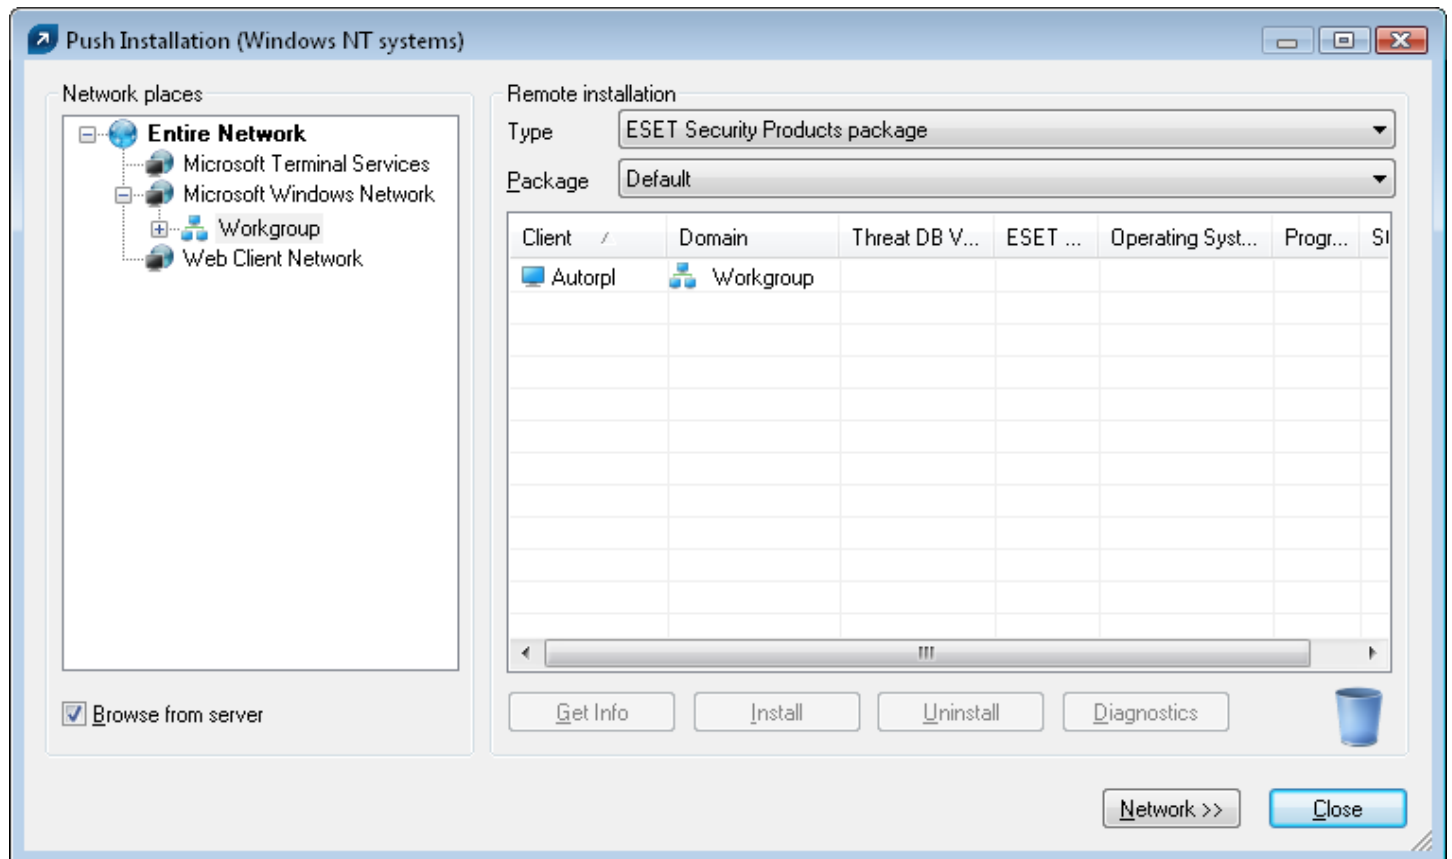 Push Installation (Windows NT systems)
Network places
Entire Network
Microsoft Terminal Services
Microsoft Windows Network
Workgroup
Web Client Network
Browse from server
Remote installation
Type ESET Security Products package
Package Default
Client Domain Threat DB V... ESET ... Operating Syst... Progr... St
Autorpl Workgroup
Get Info Install Uninstall Diagnostics
Network >> Close